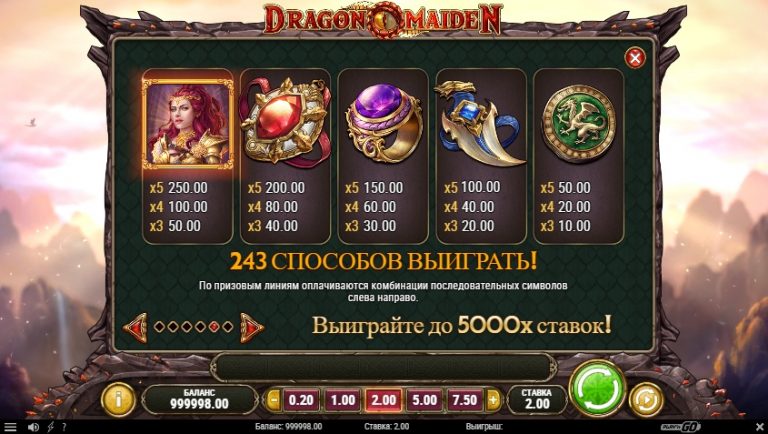 DRAGON MAIDEN
x5 250.00
x4 100.00
x3 50.00
x5 200.00
x4 80.00
x3 40.00
x5 150.00
x4 60.00
x3 30.00
x5 100.00
x4 40.00
x3 20.00
x5 50.00
x4 20.00
x3 10.00
243 СПОСОБОВ ВЫИГРАТЬ!
По призовым линиям оплачиваются комбинации последовательных символов
слева направо.
Выиграйте до 5000x ставок!
БАЛАНС
999998.00
0.20 1.00 2.00 5.00 7.50
СТАВКА
2.00
Баланс: 999998.00 Ставка: 2.00 Выигрыш:
PLAY'N GO